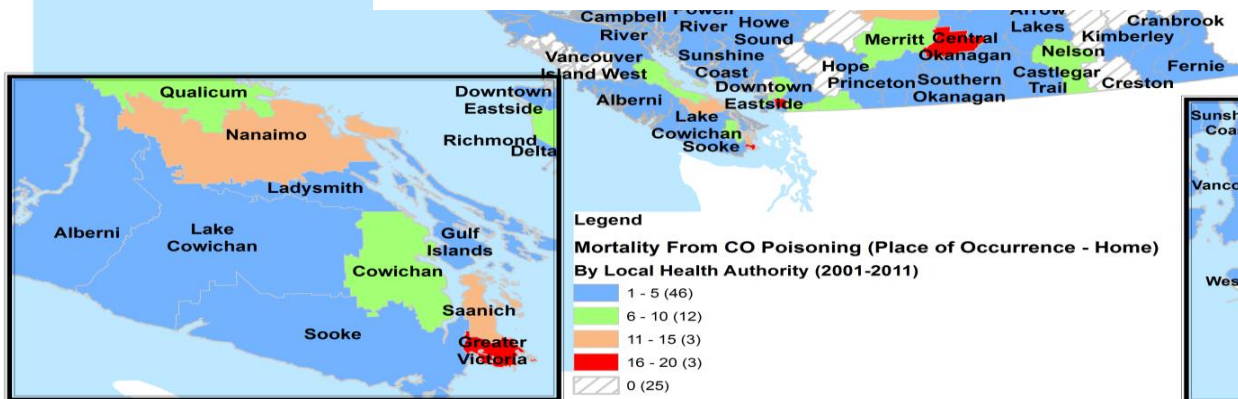 Campbell
River
Powell
River
Howe
Sound
Sunshine
Coast
Vancouver
Island West
Alberni
Lake
Cowichan
Sooke
Downtown
Eastside
Hope
Merritt
Princeton
Central
Okanagan
Southern
Okanagan
Arrow
Lakes
Nelson
Castlegar
Trail
Cranbrook
Kimberley
Creston
Fernie
Qualicum
Nanaimo
Ladysmith
Alberni
Lake
Cowichan
Cowichan
Gulf
Islands
Sooke
Saanich
Greater
Victoria
Downtown
Eastside
Richmond
Delta
Legend
Mortality From CO Poisoning (Place of Occurrence - Home)
By Local Health Authority (2001-2011)
1 - 5 (46)
6 - 10 (12)
11 - 15 (3)
16 - 20 (3)
0 (25)
Sunsh
Coa
Vanco
Wes